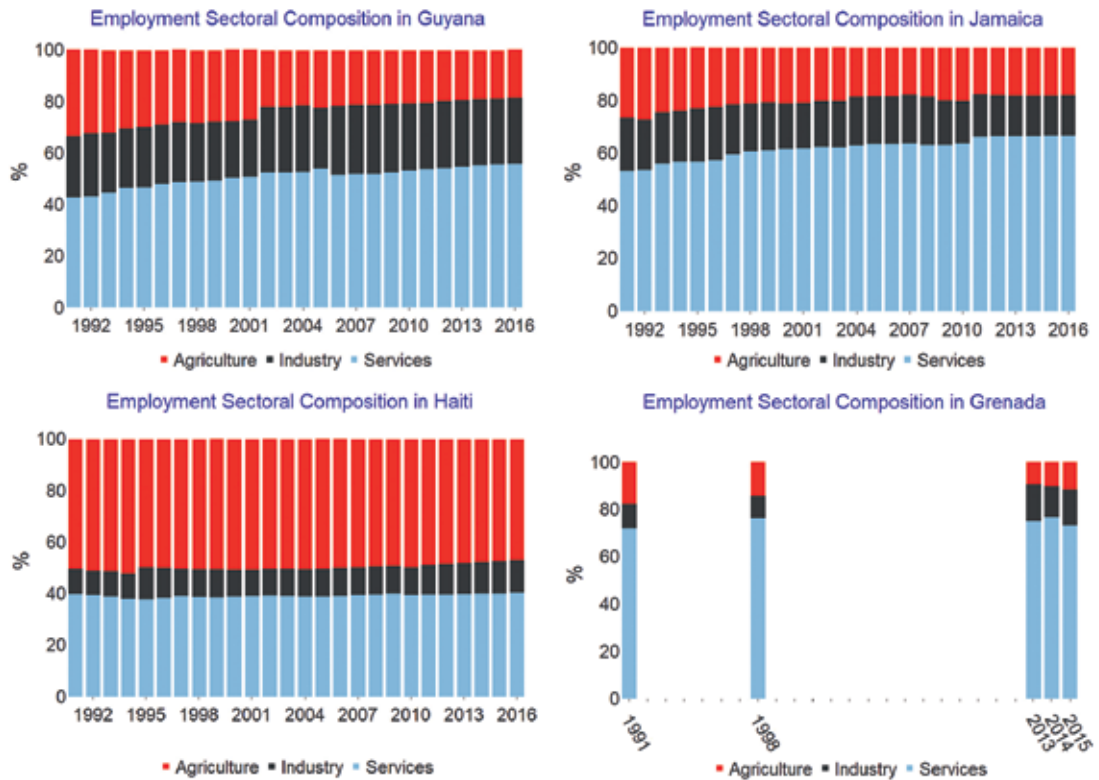 Employment Sectoral Composition in Guyana
100
80
60
40
20
0
%
1992 1995 1998 2001 2004 2007 2010 2013 2016
Agriculture Industry Services
Employment Sectoral Composition in Jamaica
100
80
60
40
20
0
%
1992 1995 1998 2001 2004 2007 2010 2013 2016
Agriculture Industry Services
Employment Sectoral Composition in Haiti
100
80
60
40
20
0
%
1992 1995 1998 2001 2004 2007 2010 2013 2016
Agriculture Industry Services
Employment Sectoral Composition in Grenada
100
80
60
40
20
0
%
1991 1998 2013 2014 2015
Agriculture Industry Services